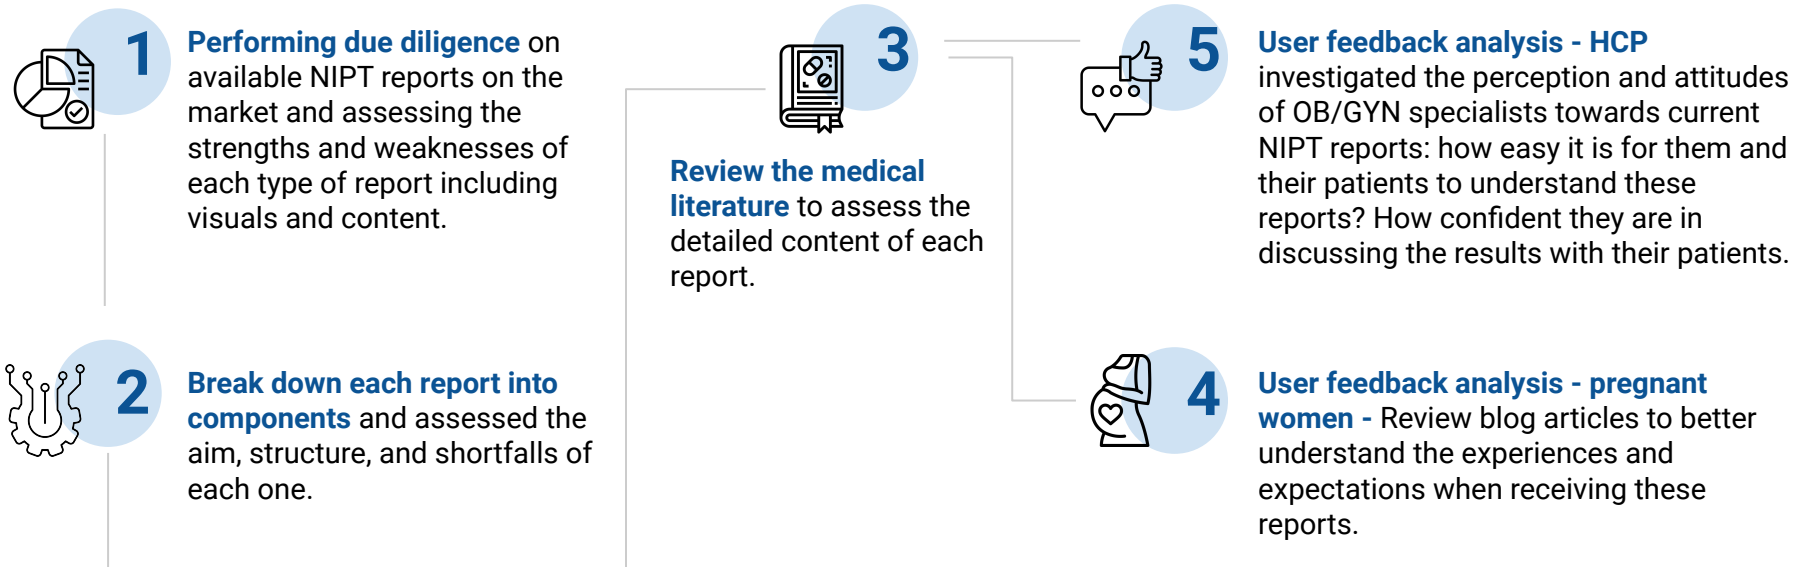 1
Performing due diligence on
available NIPT reports on the
market and assessing the
strengths and weaknesses of
each type of report including
visuals and content.
2
Break down each report into
components and assessed the
aim, structure, and shortfalls of
each one.
3
Review the medical
literature to assess the
detailed content of each
report.
5
User feedback analysis - HCP
investigated the perception and attitudes
of OB/GYN specialists towards current
NIPT reports: how easy it is for them and
their patients to understand these
reports? How confident they are in
discussing the results with their patients.
4
User feedback analysis - pregnant
women - Review blog articles to better
understand the experiences and
expectations when receiving these
reports.